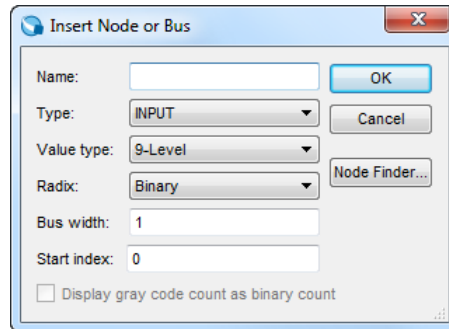 Insert Node or Bus
Name:
OK
Type: INPUT
Cancel
Value type: 9-Level
Node Finder...
Radix: Binary
Bus width: 1
Start index: 0
Display gray code count as binary count